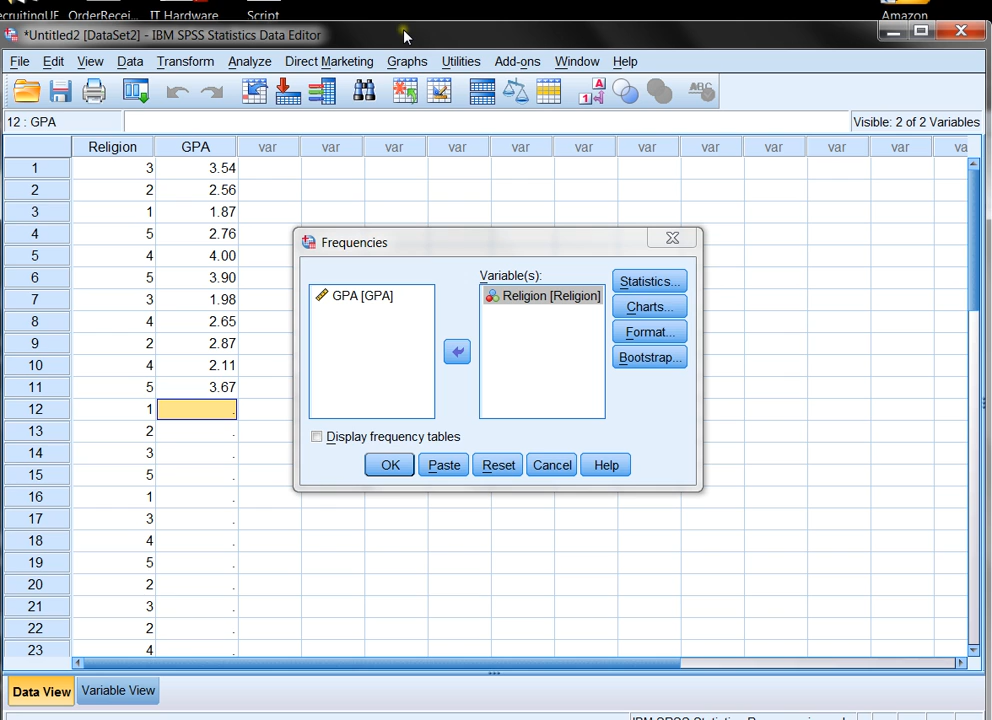 OrderRecei... IT Hardware Script Amazon
*Untitled2 [DataSet2] - IBM SPSS Statistics Data Editor
File Edit View Data Transform Analyze Direct Marketing Graphs Utilities Add-ons Window Help
ABC
12 : GPA
Visible: 2 of 2 Variables
Religion GPA var var var var var var var var var var var
1 3 3.54
2 2 2.56
3 1 1.87
4 5 2.76
5 4 4.00
6 5 3.90
7 3 1.98
8 4 2.65
9 2 2.87
10 4 2.11
11 5 3.67
12 1 .
13 2 .
14 3 .
15 5 .
16 1 .
17 3 .
18 4 .
19 5 .
20 2 .
21 3 .
22 2 .
23 4 .
Frequencies
Variable(s):
GPA [GPA]
Religion [Religion]
Statistics...
Charts...
Format...
Bootstrap...
Display frequency tables
OK Paste Reset Cancel Help
Data View Variable View